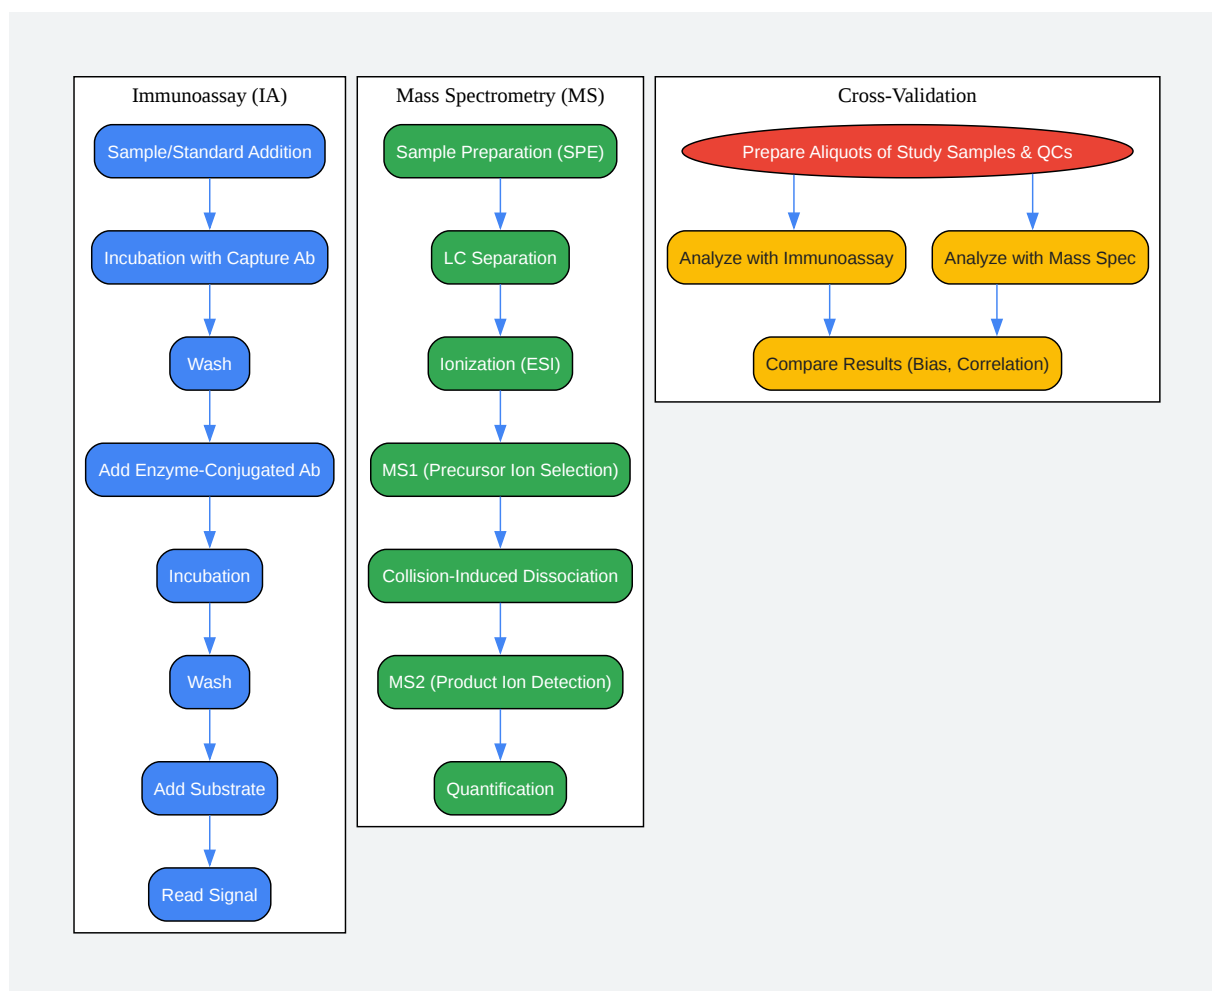 Immunoassay (IA)
Sample/Standard Addition
Incubation with Capture Ab
Wash
Add Enzyme-Conjugated Ab
Incubation
Wash
Add Substrate
Read Signal
Mass Spectrometry (MS)
Sample Preparation (SPE)
LC Separation
Ionization (ESI)
MS1 (Precursor Ion Selection)
Collision-Induced Dissociation
MS2 (Product Ion Detection)
Quantification
Cross-Validation
Prepare Aliquots of Study Samples & QCs
Analyze with Immunoassay
Analyze with Mass Spec
Compare Results (Bias, Correlation)